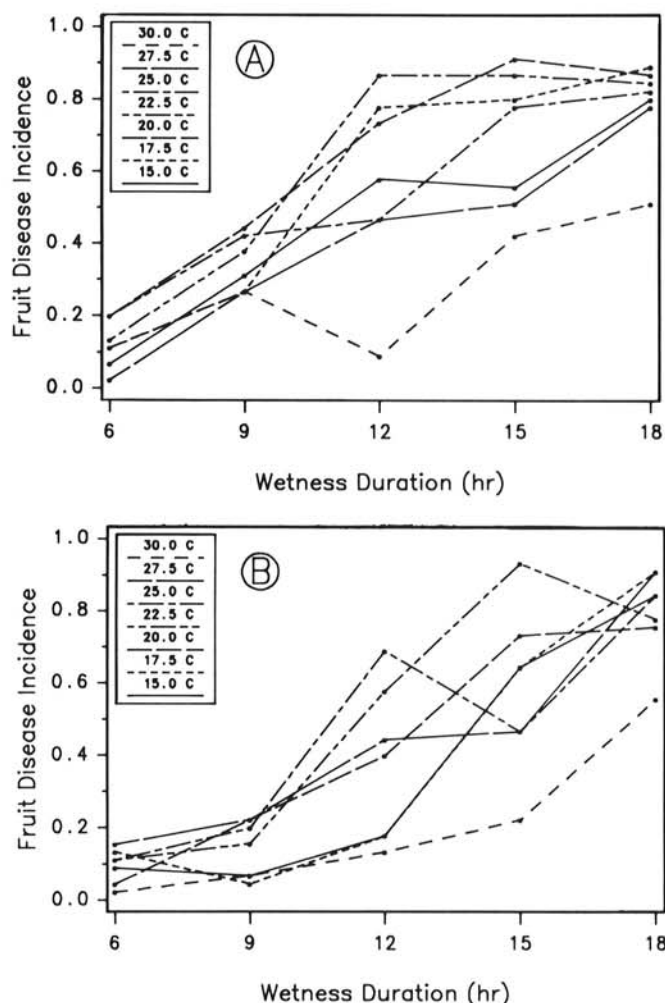 1.0
0.8
0.6
0.4
0.2
0.0
Fruit Disease Incidence
30.0 C
27.5 C
25.0 C
22.5 C
20.0 C
17.5 C
15.0 C
A
6 9 12 15 18
Wetness Duration (hr)
1.0
0.8
0.6
0.4
0.2
0.0
Fruit Disease Incidence
30.0 C
27.5 C
25.0 C
22.5 C
20.0 C
17.5 C
15.0 C
B
6 9 12 15 18
Wetness Duration (hr)